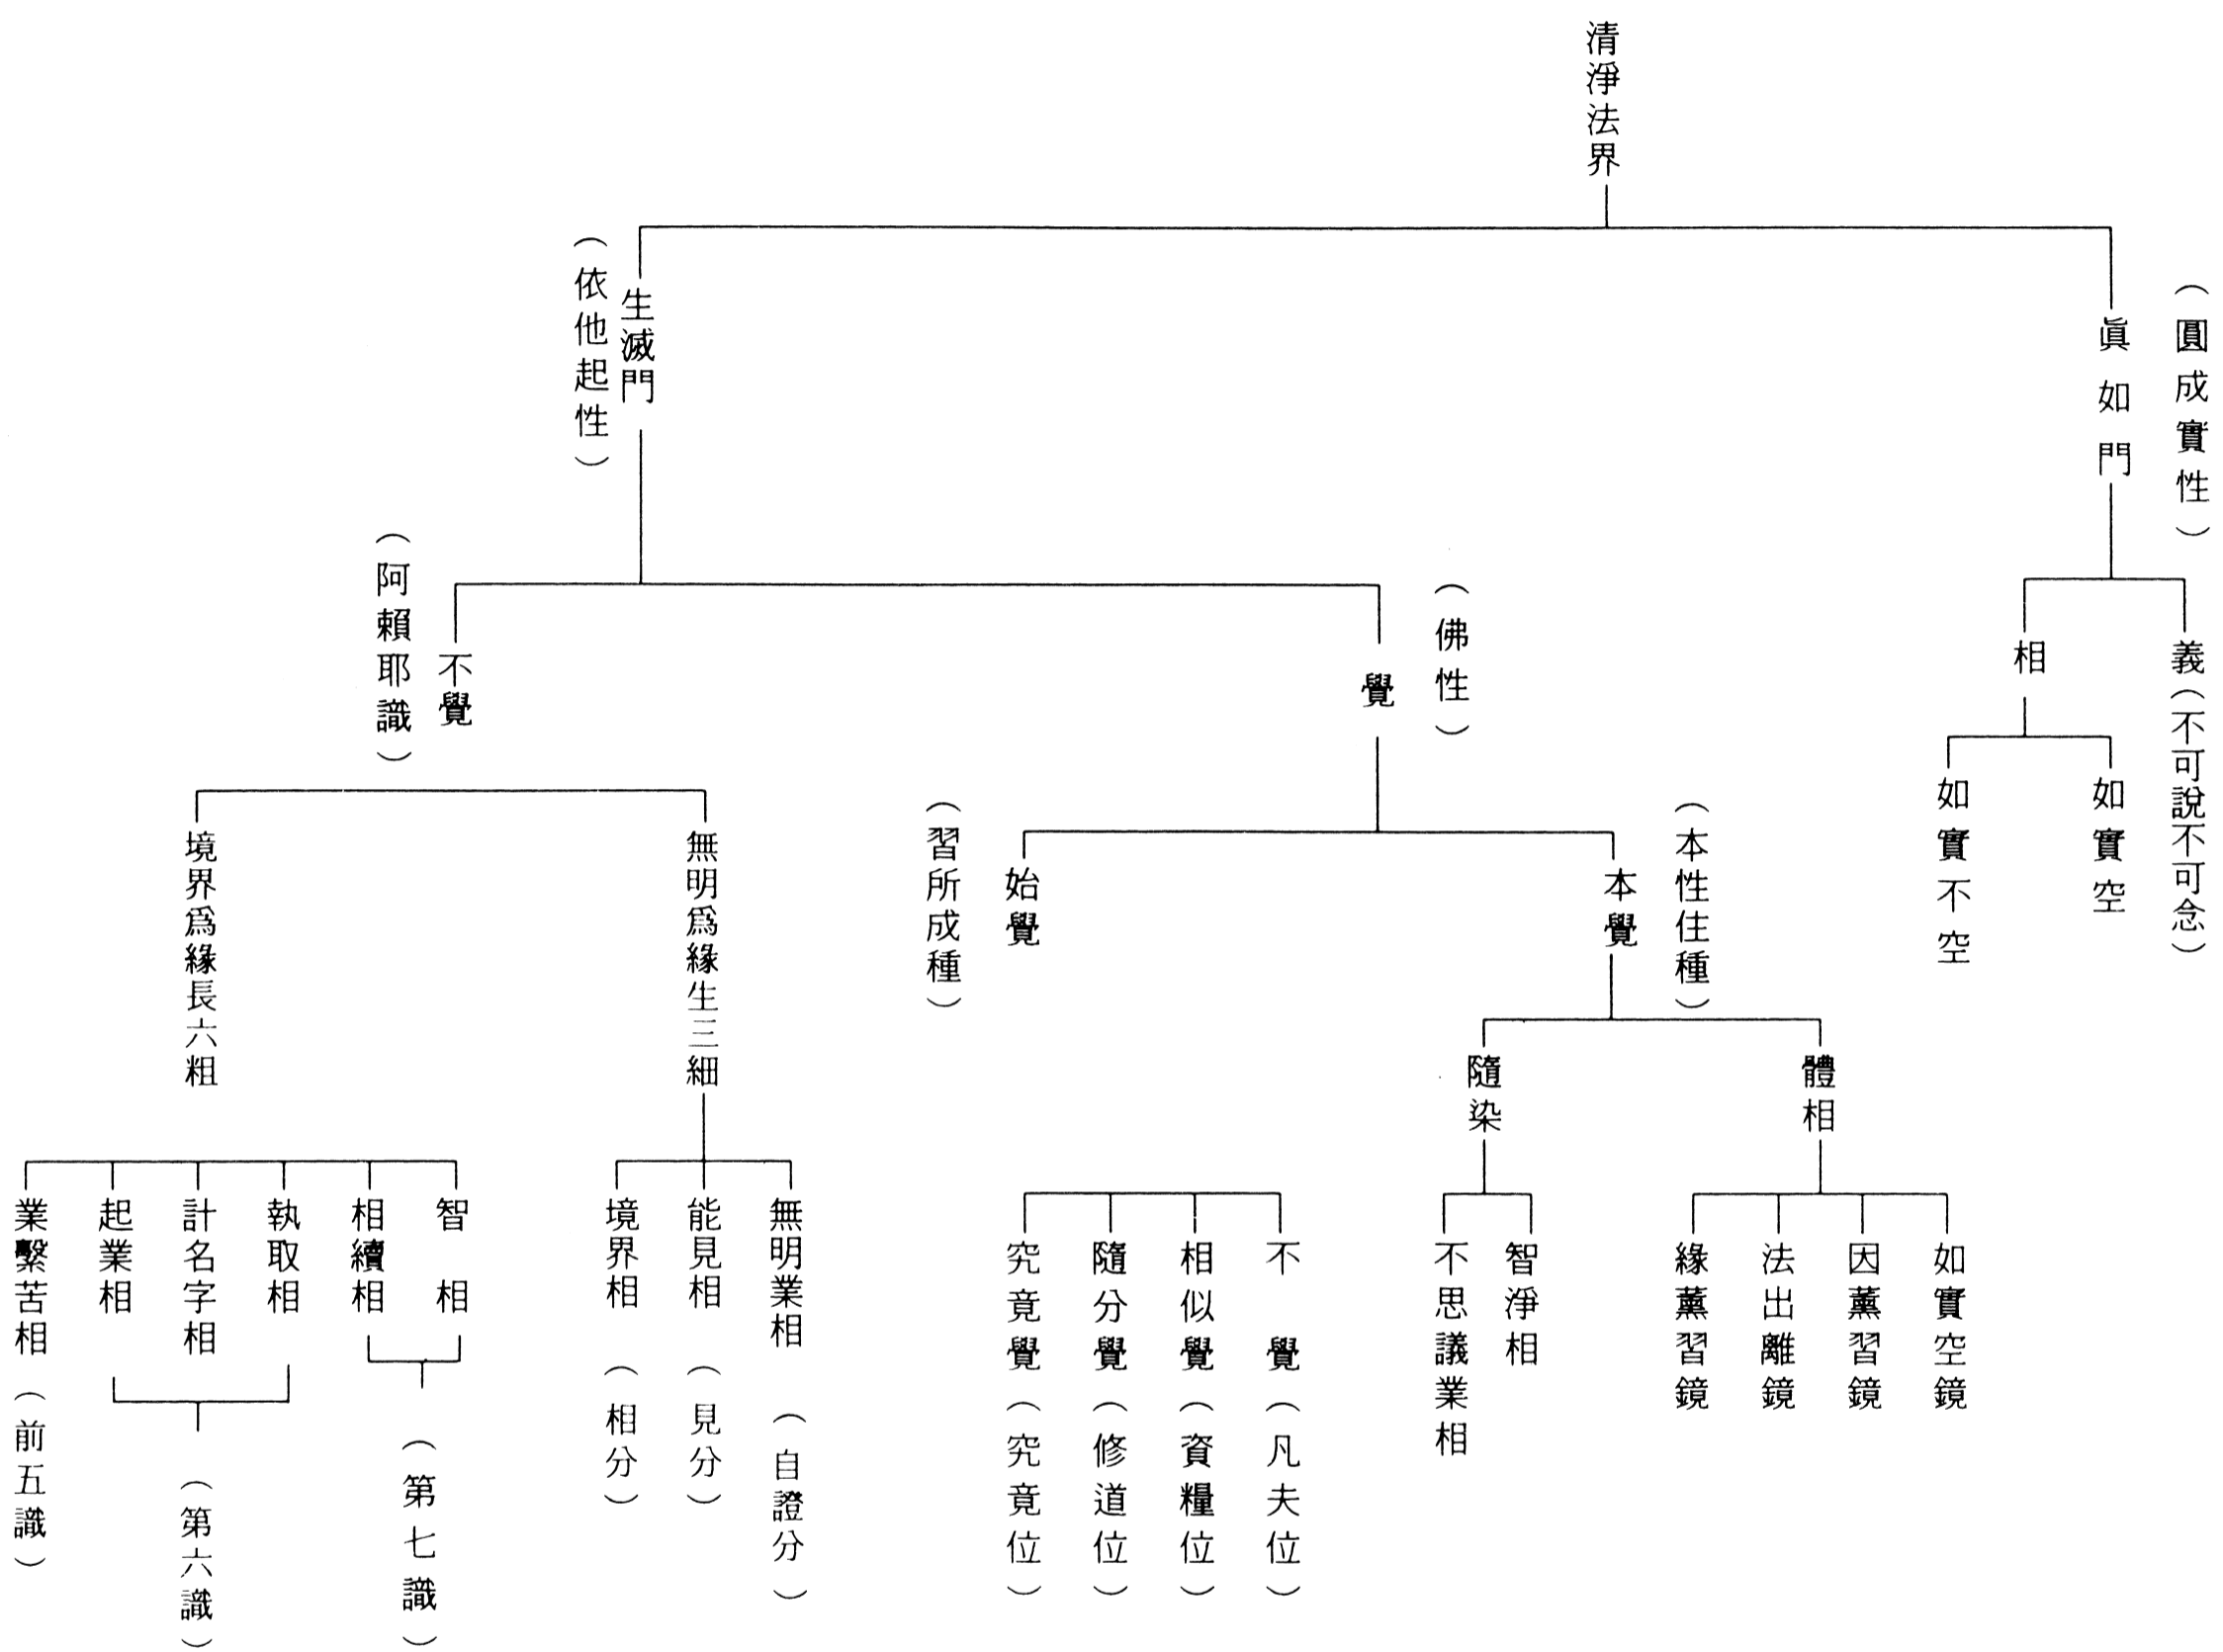 清淨法界
（圓成實性）
眞如門
義（不可說不可念）
相
如實空
如實不空
生滅門
（依他起性）
（佛性）
覺
（本性住種）
本覺
體相
如實空鏡
因薰習鏡
法出離鏡
緣薰習鏡
隨染
智淨相
不思議業相
始覺
（習所成種）
不覺（凡夫位）
相似覺（資糧位）
隨分覺（修道位）
究竟覺（究竟位）
不覺
（阿賴耶識）
無明爲緣生三細
無明業相（自證分）
能見相（見分）
境界相（相分）
境界爲緣長六粗
智相
相續相
（第七識）
執取相
計名字相
起業相
（第六識）
業繫苦相（前五識）